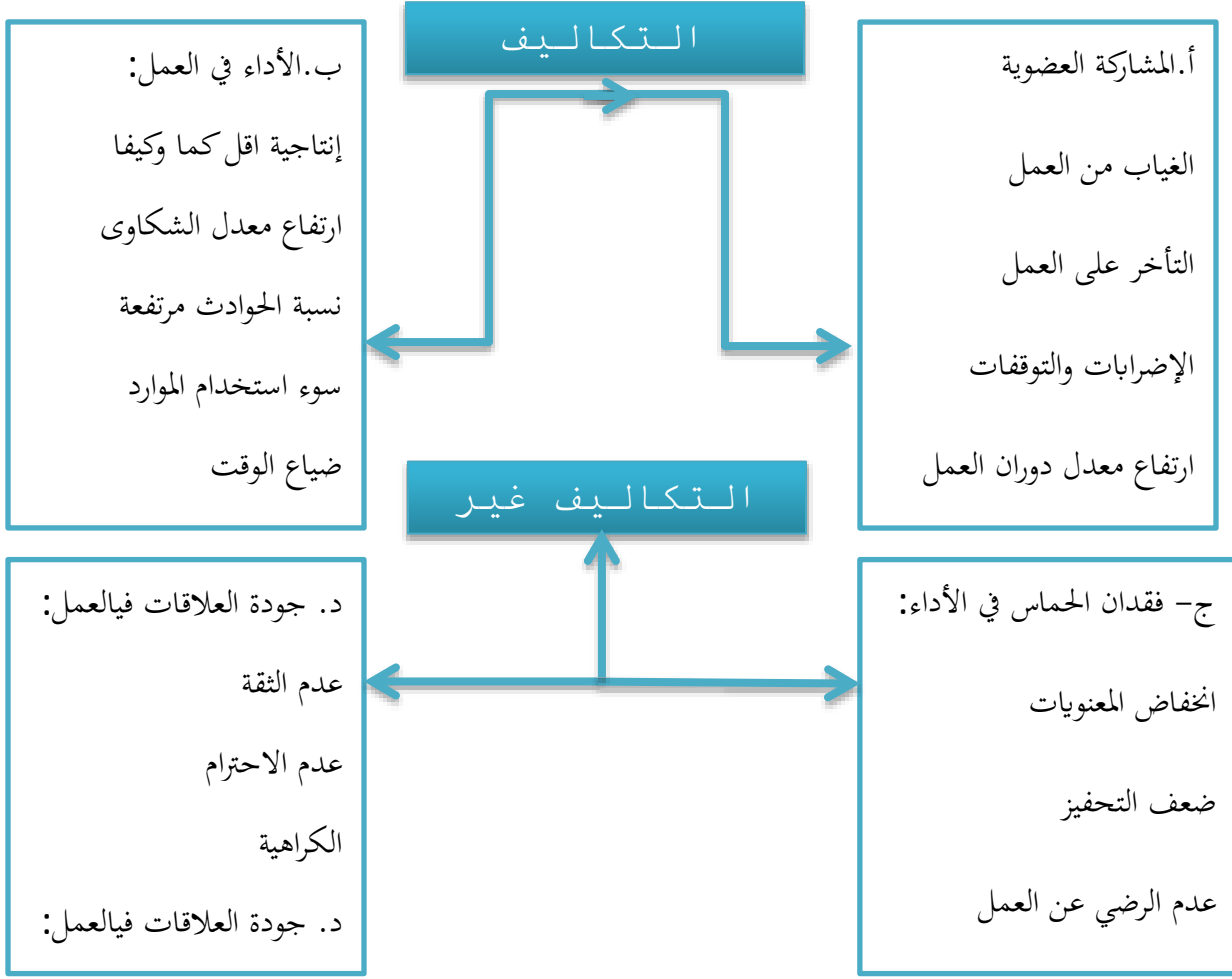 التكاليف
أ.المشاركة العضوية
الغياب من العمل
التأخر على العمل
الإضرابات والتوقفات
ارتفاع معدل دوران العمل
ب.الأداء في العمل:
إنتاجية اقل كما وكيفا
ارتفاع معدل الشكاوى
نسبة الحوادث مرتفعة
سوء استخدام الموارد
ضياع الوقت
التكاليف غير
ج- فقدان الحماس في الأداء:
انخفاض المعنويات
ضعف التحفيز
عدم الرضي عن العمل
د. جودة العلاقات فيالعمل:
عدم الثقة
عدم الاحترام
الكراهية
د. جودة العلاقات فيالعمل: